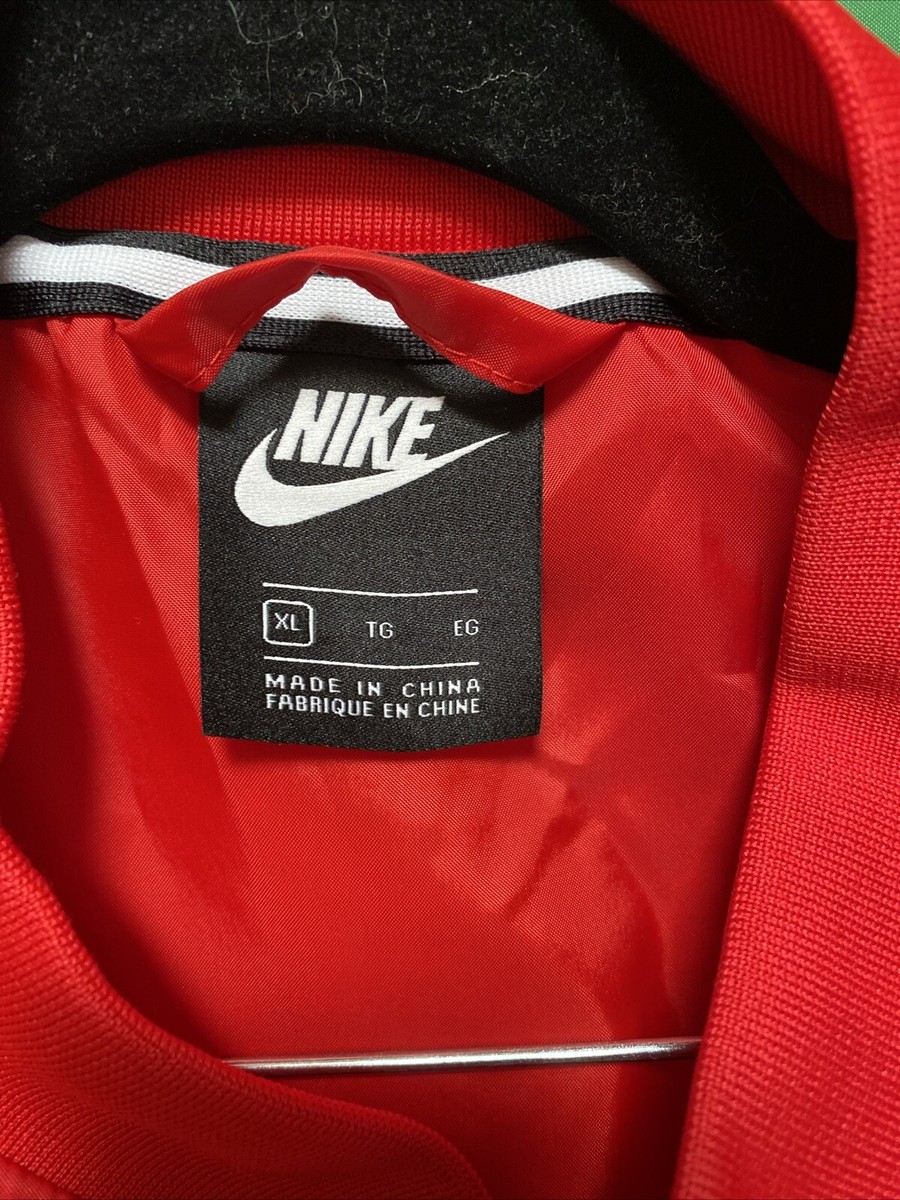 NIKE
XL TG EG
MADE IN CHINA
FABRIQUE EN CHINE